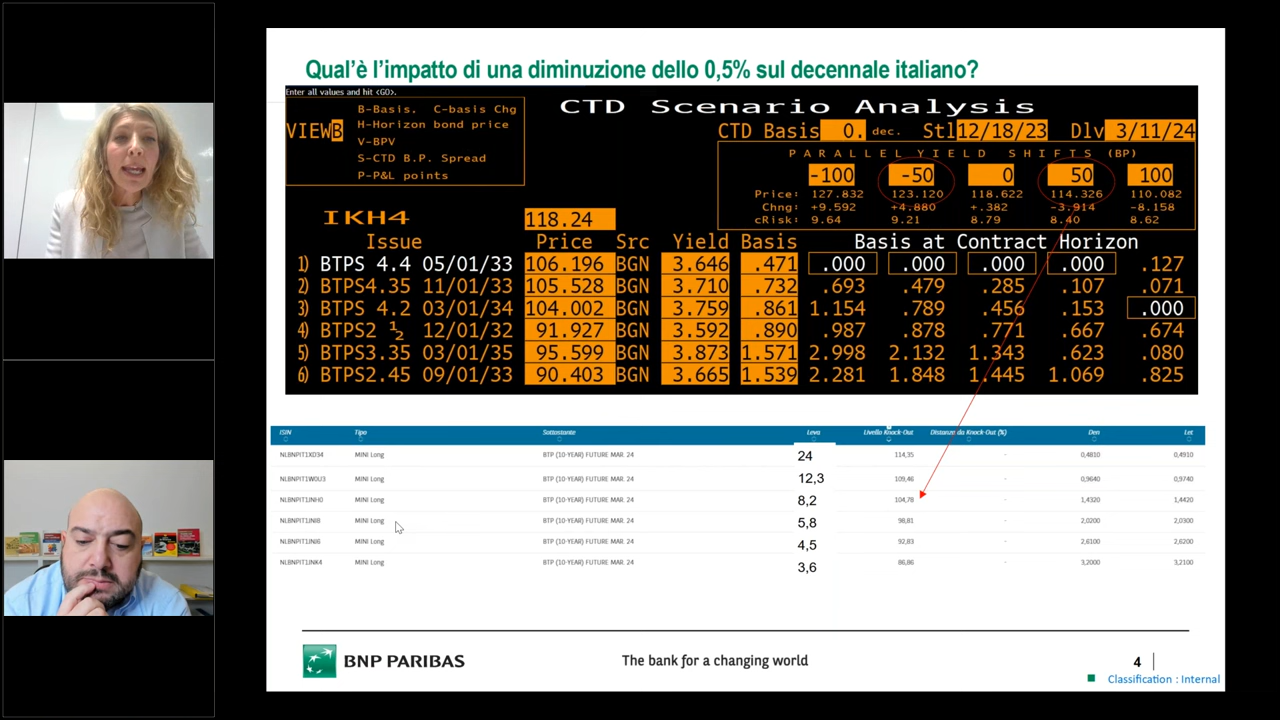 Qual'è l'impatto di una diminuzione dello 0,5% sul decennale italiano?
Enter all values and hit <GO>.
CTD Scenario Analysis
VIEW B
B-Basis. C-basis Chg
H-Horizon bond price
V-BPV
S-CTD B.P. Spread
P-P&L points
CTD Basis 0. dec. Stl 12/18/23 Dlv 3/11/24
PARALLEL YIELD SHIFTS (BP)
-100 -50 0 50 100
Price: 127.832 123.120 118.622 114.326 110.082
Chng: +9.592 +4.880 +.382 -3.914 -8.158
cRisk: 9.64 9.21 8.79 8.40 8.62
IKH4 118.24
Issue Price Src Yield Basis Basis at Contract Horizon
1) BTPS 4.4 05/01/33 106.196 BGN 3.646 .471 .000 .000 .000 .000 .127
2) BTPS4.35 11/01/33 105.528 BGN 3.710 .732 .693 .479 .285 .107 .071
3) BTPS 4.2 03/01/34 104.002 BGN 3.759 .861 1.154 .789 .456 .153 .000
4) BTPS2 ½ 12/01/32 91.927 BGN 3.592 .890 .987 .878 .771 .667 .674
5) BTPS3.35 03/01/35 95.599 BGN 3.873 1.571 2.998 2.132 1.343 .623 .080
6) BTPS2.45 09/01/33 90.403 BGN 3.665 1.539 2.281 1.848 1.445 1.069 .825
ISIN Tipo Sottostante Leva Livello Knock-Out Distanza da Knock-Out (%) Den Let
NLBNPIT1XD34 MINI Long BTP (10-YEAR) FUTURE MAR. 24 24 114,35 - 0,4810 0,4910
NLBNPIT1W0U3 MINI Long BTP (10-YEAR) FUTURE MAR. 24 12,3 109,46 - 0,9640 0,9740
NLBNPIT1JNH0 MINI Long BTP (10-YEAR) FUTURE MAR. 24 8,2 104,78 - 1,4320 1,4420
NLBNPIT1JNI8 MINI Long BTP (10-YEAR) FUTURE MAR. 24 5,8 98,81 - 2,0200 2,0300
NLBNPIT1JNJ6 MINI Long BTP (10-YEAR) FUTURE MAR. 24 4,5 92,83 - 2,6100 2,6200
NLBNPIT1JNK4 MINI Long BTP (10-YEAR) FUTURE MAR. 24 3,6 86,86 - 3,2000 3,2100
BNP PARIBAS
The bank for a changing world
4
Classification : Internal